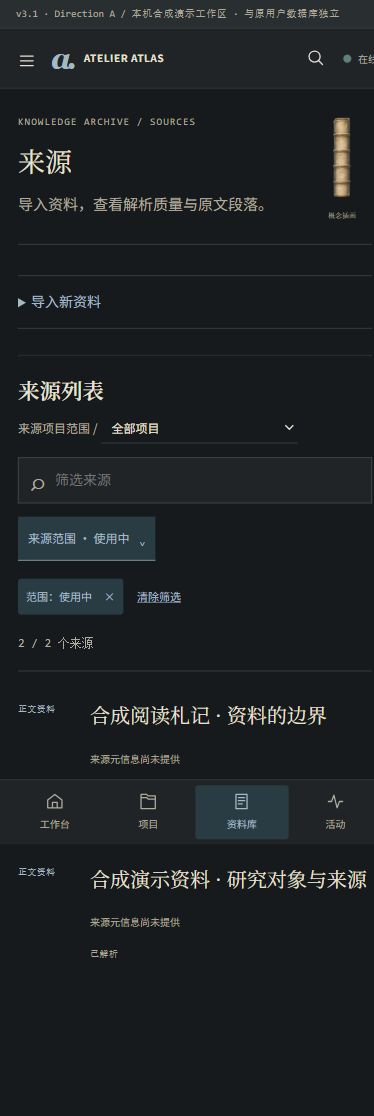 v3.1 · Direction A / 本机合成演示工作区 · 与原用户数据库独立
a. ATELIER ATLAS
在线
KNOWLEDGE ARCHIVE / SOURCES
来源
导入资料，查看解析质量与原文段落。
概念插画
导入新资料
来源列表
来源项目范围 / 全部项目
筛选来源
来源范围 · 使用中
范围：使用中 ×
清除筛选
2 / 2 个来源
正文资料
合成阅读札记 · 资料的边界
来源元信息尚未提供
工作台
项目
资料库
活动
正文资料
合成演示资料 · 研究对象与来源
来源元信息尚未提供
已解析